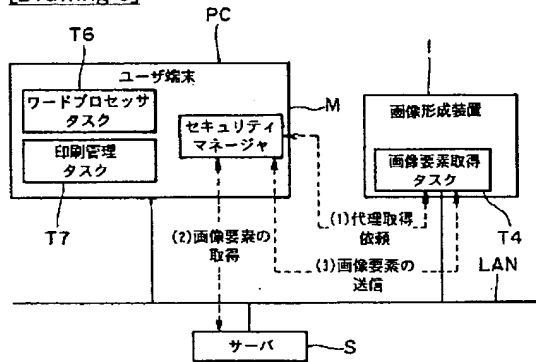 PC
T6
1
ユーザ端末
M
ワードプロセッサ
タスク
セキュリティ
マネージャ
画像形成装置
印刷管理
タスク
画像要素取得
タスク
T7
(1)代理取得
依頼
T4
(2)画像要素の
取得
(3)画像要素の
送信
LAN
サーバ
S